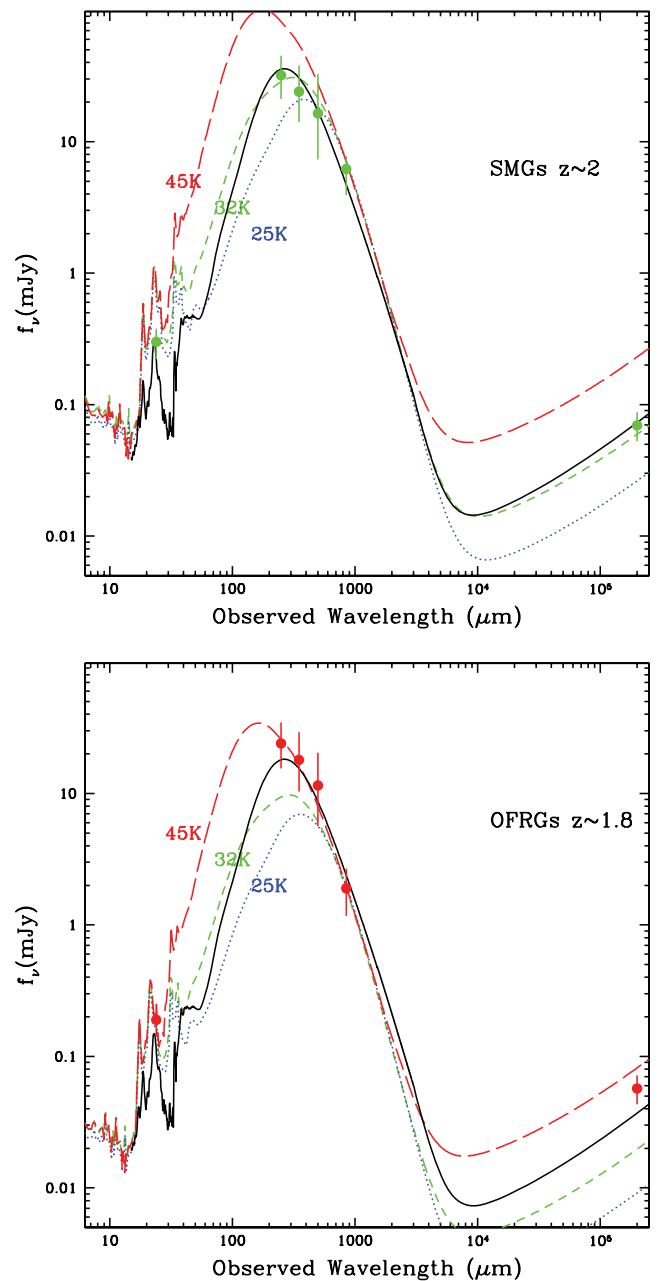 10
1
0.1
0.01
f_ν(mJy)
SMGs z~2
45K
32K
25K
10 100 1000 10⁴ 10⁵
Observed Wavelength (μm)
10
1
0.1
0.01
f_ν(mJy)
OFRGs z~1.8
45K
32K
25K
10 100 1000 10⁴ 10⁵
Observed Wavelength (μm)